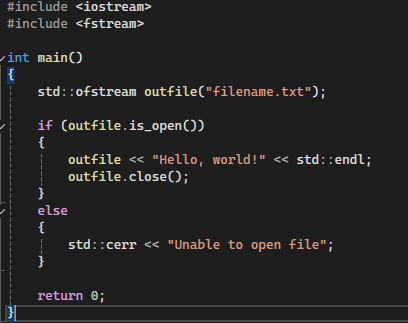 #include <iostream>
#include <fstream>
int main()
{
std::ofstream outfile("filename.txt");
if (outfile.is_open())
{
outfile << "Hello, world!" << std::endl;
outfile.close();
}
else
{
std::cerr << "Unable to open file";
}
return 0;
}